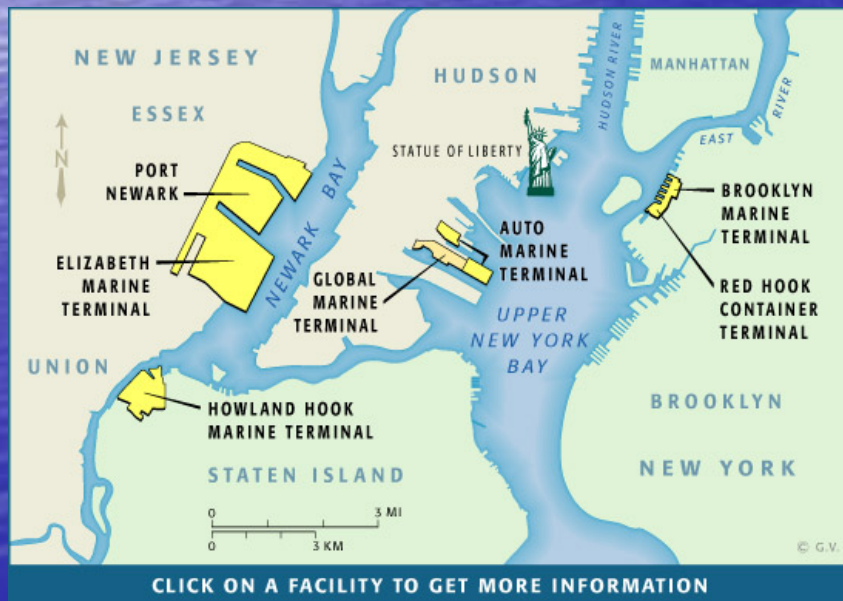 NEW JERSEY
HUDSON
HUDSON RIVER
MANHATTAN
ESSEX
EAST
RIVER
N
PORT
NEWARK
NEWARK BAY
STATUE OF LIBERTY
BROOKLYN
MARINE
TERMINAL
ELIZABETH
MARINE
TERMINAL
GLOBAL
MARINE
TERMINAL
AUTO
MARINE
TERMINAL
RED HOOK
CONTAINER
TERMINAL
UPPER
NEW YORK
BAY
UNION
HOWLAND HOOK
MARINE TERMINAL
BROOKLYN
STATEN ISLAND
NEW YORK
0 3 MI
0 3 KM
© G.V.
CLICK ON A FACILITY TO GET MORE INFORMATION